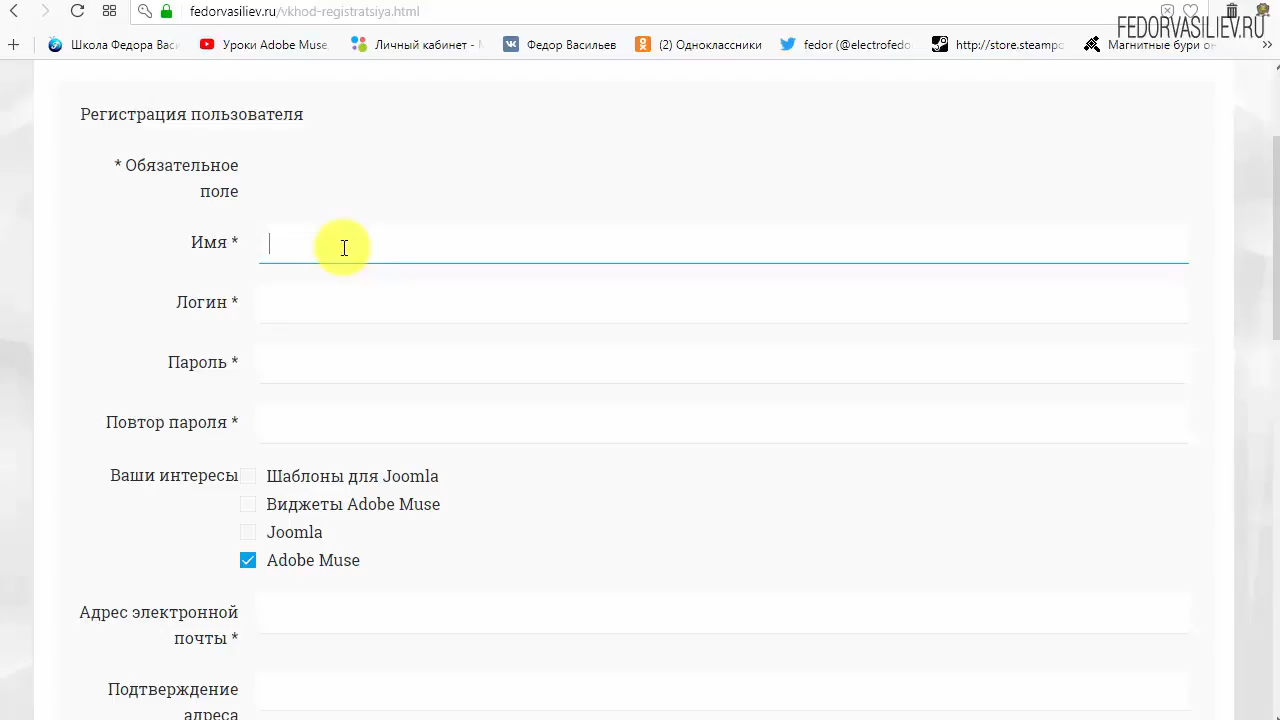 fedorvasiliev.ru/vkhod-registratsiya.html
FEDORVASILIEV.RU
Школа Федора Васи
Уроки Adobe Muse,
Личный кабинет -
Федор Васильев
(2) Одноклассники
fedor (@electrofedo
http://store.steampo
Магнитные бури он
Регистрация пользователя
* Обязательное
поле
Имя *
Логин *
Пароль *
Повтор пароля *
Ваши интересы
Шаблоны для Joomla
Виджеты Adobe Muse
Joomla
Adobe Muse
Адрес электронной
почты *
Подтверждение
адреса